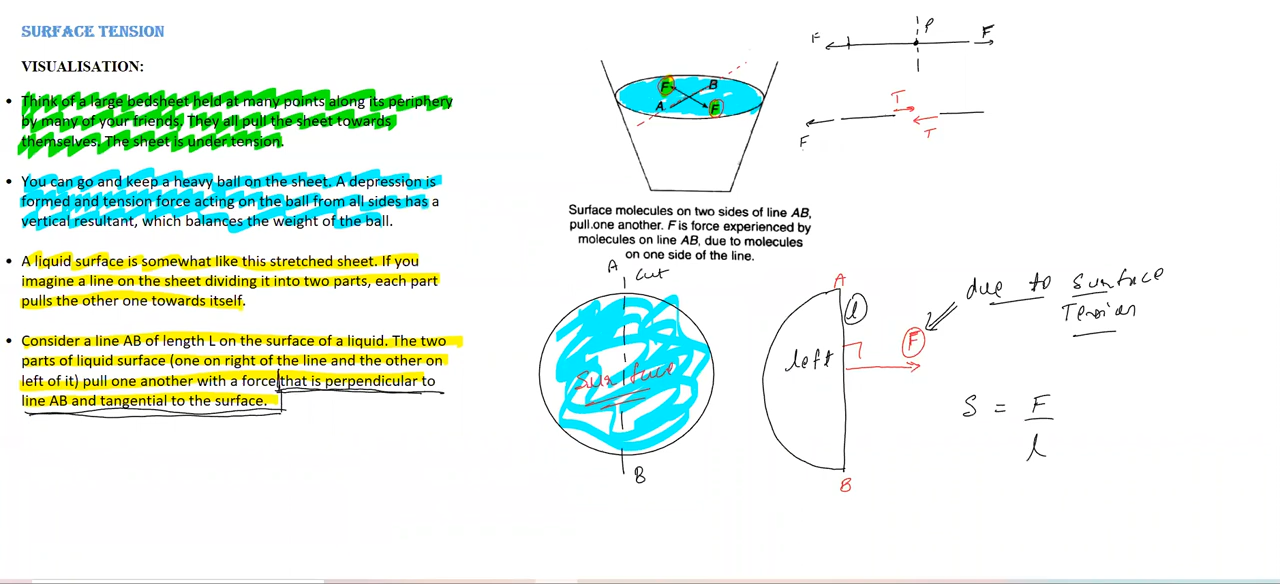 SURFACE TENSION
VISUALISATION:
• Think of a large bedsheet held at many points along its periphery
by many of your friends. They all pull the sheet towards
themselves. The sheet is under tension.
• You can go and keep a heavy ball on the sheet. A depression is
formed and tension force acting on the ball from all sides has a
vertical resultant, which balances the weight of the ball.
• A liquid surface is somewhat like this stretched sheet. If you
imagine a line on the sheet dividing it into two parts, each part
pulls the other one towards itself.
• Consider a line AB of length L on the surface of a liquid. The two
parts of liquid surface (one on right of the line and the other on
left of it) pull one another with a force that is perpendicular to
line AB and tangential to the surface.
F B
A F
Surface molecules on two sides of line AB,
pull.one another. F is force experienced by
molecules on line AB, due to molecules
on one side of the line.
A cut
Surface
B
P
F F
T
F T
A
l
left
F
B
due to surface
Tension
S = F
l